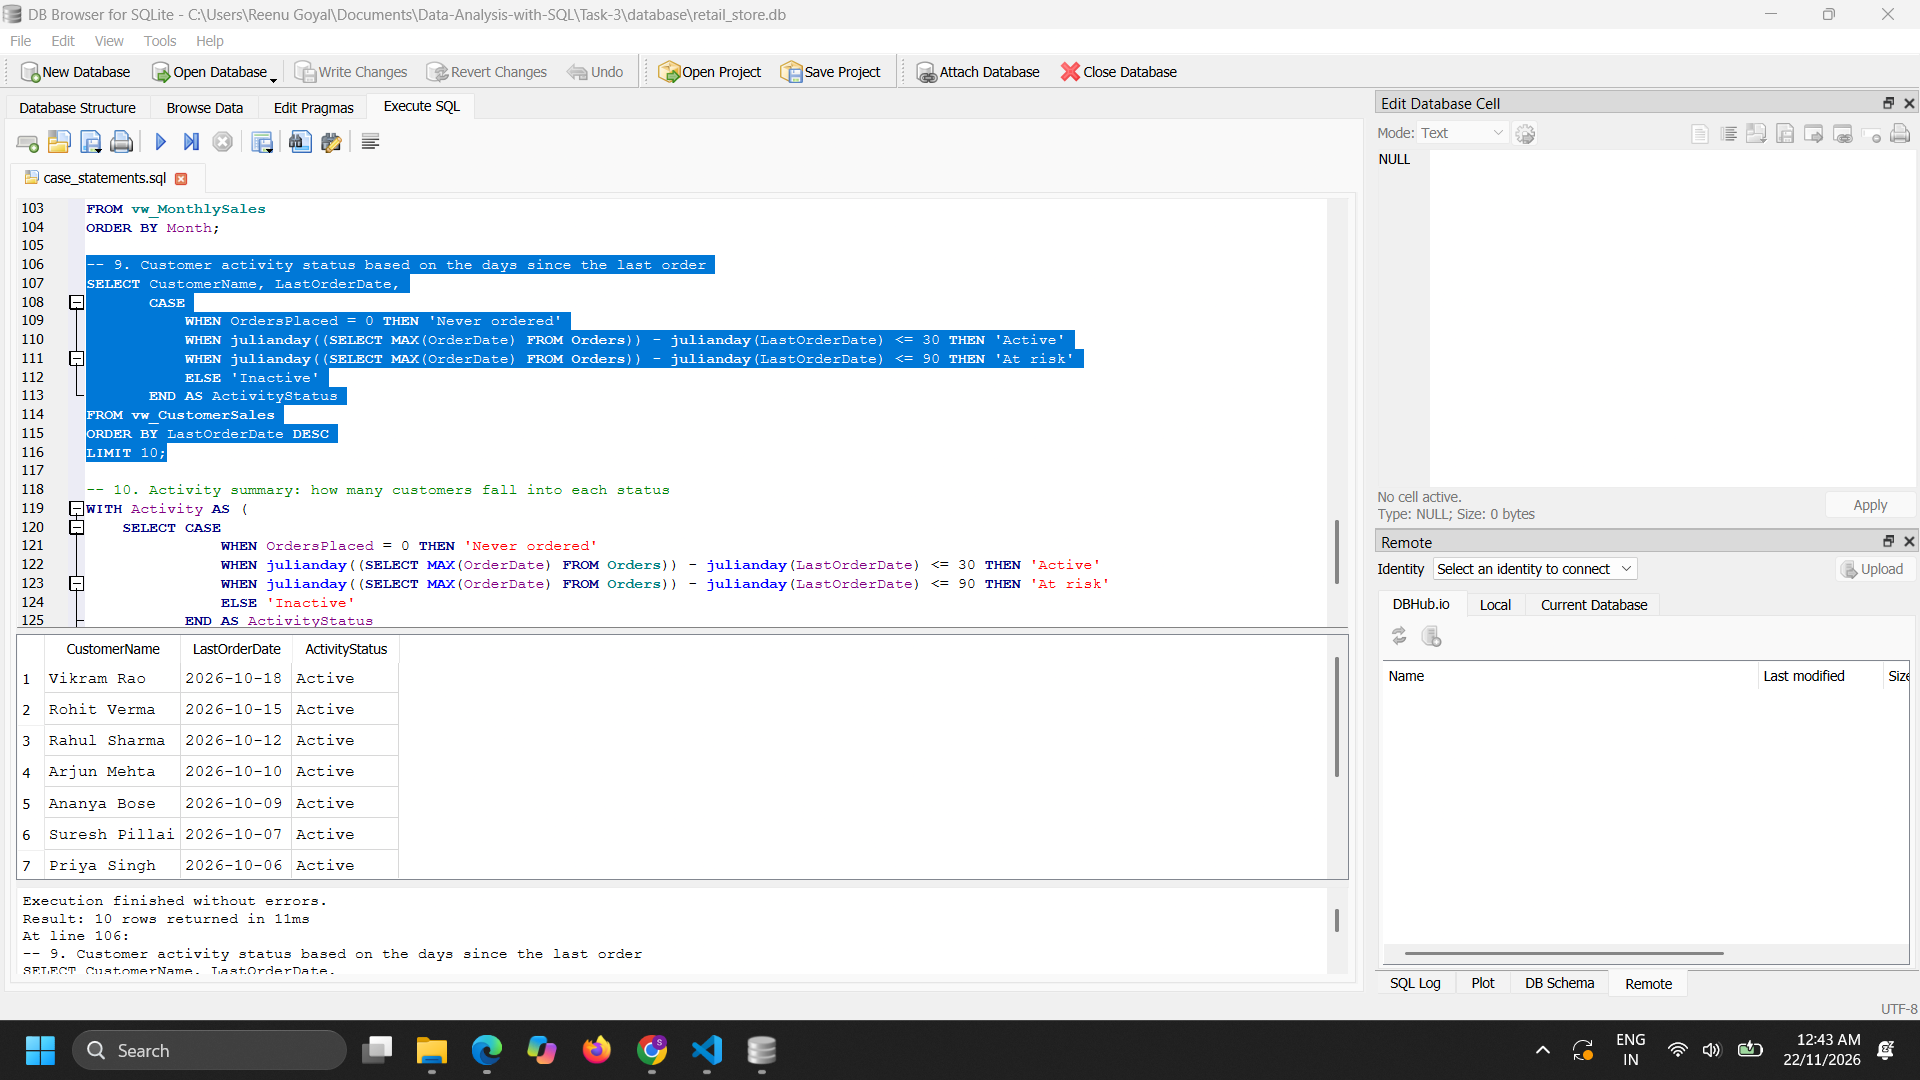 DB Browser for SQLite - C:\Users\Reenu Goyal\Documents\Data-Analysis-with-SQL\Task-3\database\retail_store.db
File Edit View Tools Help
New Database Open Database Write Changes Revert Changes Undo Open Project Save Project Attach Database Close Database
Database Structure Browse Data Edit Pragmas Execute SQL
case_statements.sql
103 FROM vw_MonthlySales
104 ORDER BY Month;
105
106 -- 9. Customer activity status based on the days since the last order
107 SELECT CustomerName, LastOrderDate,
108 CASE
109 WHEN OrdersPlaced = 0 THEN 'Never ordered'
110 WHEN julianday((SELECT MAX(OrderDate) FROM Orders)) - julianday(LastOrderDate) <= 30 THEN 'Active'
111 WHEN julianday((SELECT MAX(OrderDate) FROM Orders)) - julianday(LastOrderDate) <= 90 THEN 'At risk'
112 ELSE 'Inactive'
113 END AS ActivityStatus
114 FROM vw_CustomerSales
115 ORDER BY LastOrderDate DESC
116 LIMIT 10;
117
118 -- 10. Activity summary: how many customers fall into each status
119 WITH Activity AS (
120 SELECT CASE
121 WHEN OrdersPlaced = 0 THEN 'Never ordered'
122 WHEN julianday((SELECT MAX(OrderDate) FROM Orders)) - julianday(LastOrderDate) <= 30 THEN 'Active'
123 WHEN julianday((SELECT MAX(OrderDate) FROM Orders)) - julianday(LastOrderDate) <= 90 THEN 'At risk'
124 ELSE 'Inactive'
125 END AS ActivityStatus
CustomerName LastOrderDate ActivityStatus
1 Vikram Rao 2026-10-18 Active
2 Rohit Verma 2026-10-15 Active
3 Rahul Sharma 2026-10-12 Active
4 Arjun Mehta 2026-10-10 Active
5 Ananya Bose 2026-10-09 Active
6 Suresh Pillai 2026-10-07 Active
7 Priya Singh 2026-10-06 Active
Execution finished without errors.
Result: 10 rows returned in 11ms
At line 106:
-- 9. Customer activity status based on the days since the last order
SELECT CustomerName, LastOrderDate,
Edit Database Cell
Mode: Text
NULL
No cell active.
Type: NULL; Size: 0 bytes
Apply
Remote
Identity Select an identity to connect Upload
DBHub.io Local Current Database
Name Last modified Size
SQL Log Plot DB Schema Remote
UTF-8
Search
ENG
IN
12:43 AM
22/11/2026